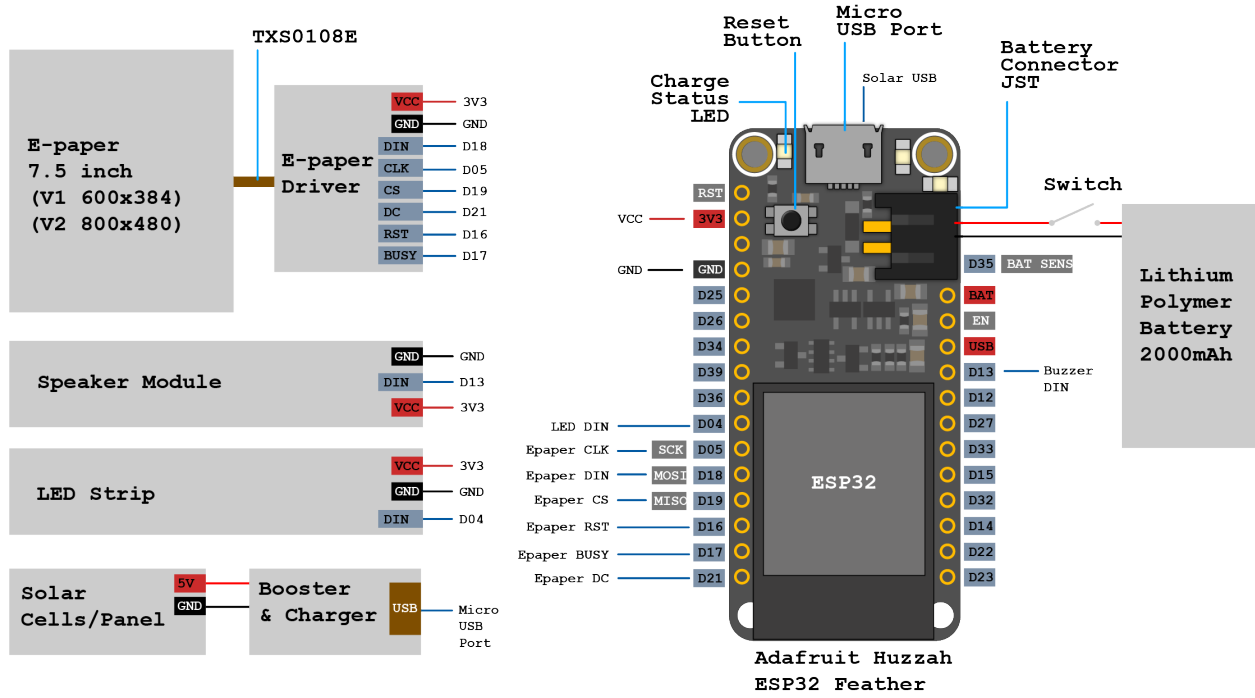 TXS0108E
E-paper
7.5 inch
(V1 600x384)
(V2 800x480)
E-paper
Driver
VCC 3V3
GND GND
DIN D18
CLK D05
CS D19
DC D21
RST D16
BUSY D17
Speaker Module
GND GND
DIN D13
VCC 3V3
LED Strip
VCC 3V3
GND GND
DIN D04
Solar
Cells/Panel
5V
GND
Booster
& Charger
USB
Micro
USB
Port
Reset
Button
Micro
USB Port
Solar USB
Battery
Connector
JST
Charge
Status
LED
Switch
RST
VCC 3V3
GND GND
D25
D26
D34
D39
D36
LED DIN D04
Epaper CLK SCK D05
Epaper DIN MOSI D18
Epaper CS MISO D19
Epaper RST D16
Epaper BUSY D17
Epaper DC D21
ESP32
D35 BAT SENS
BAT
EN
USB
D13 Buzzer
DIN
D12
D27
D33
D15
D32
D14
D22
D23
Lithium
Polymer
Battery
2000mAh
Adafruit Huzzah
ESP32 Feather